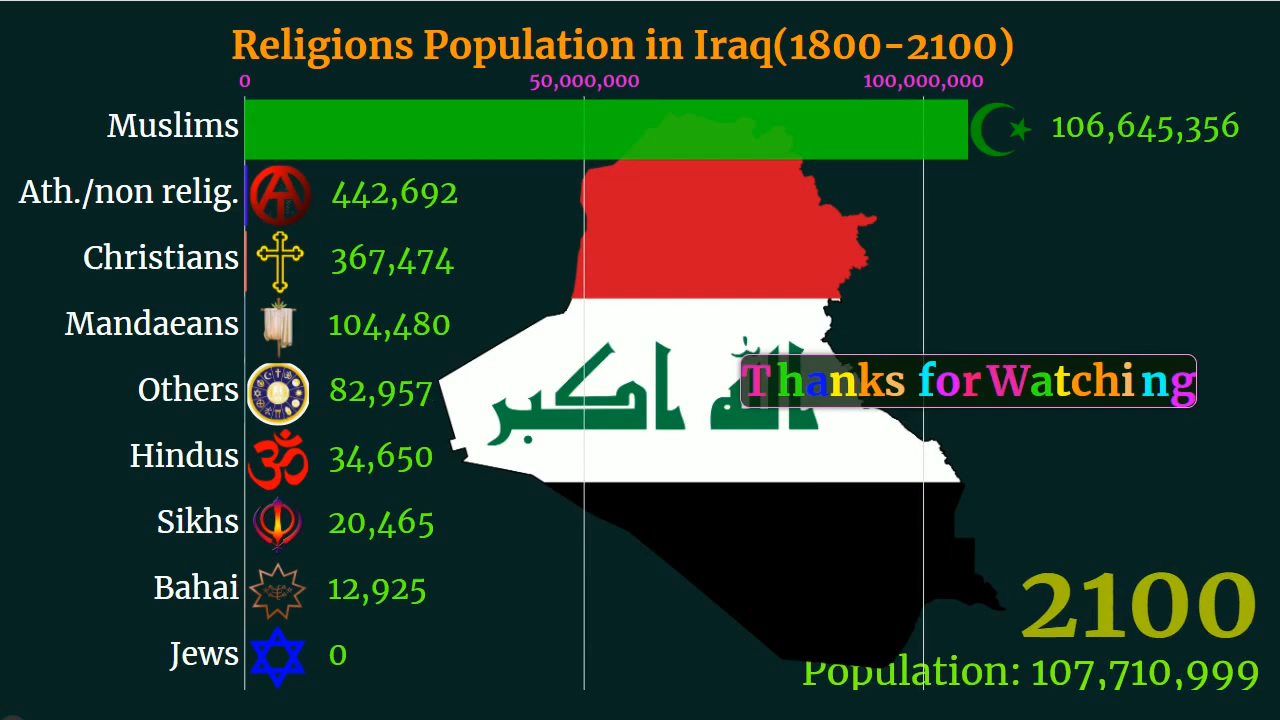 Religions Population in Iraq(1800-2100)
0 50,000,000 100,000,000
Muslims 106,645,356
Ath./non relig. 442,692
Christians 367,474
Mandaeans 104,480
الله اكبر
Thanks for Watching
Others 82,957
Hindus 34,650
Sikhs 20,465
Bahai 12,925
2100
Jews 0
Population: 107,710,999